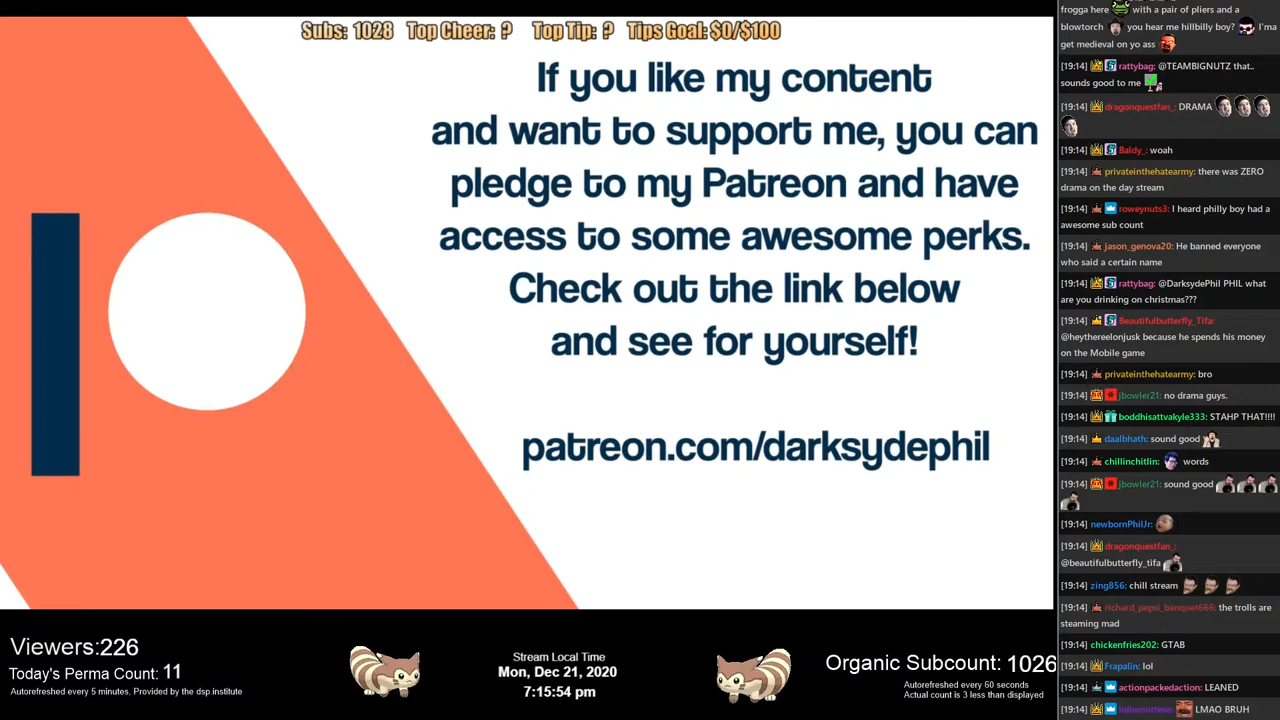 Subs: 1028 Top Cheer: ? Top Tip: ? Tips Goal: $0/$100
If you like my content
and want to support me, you can
pledge to my Patreon and have
access to some awesome perks.
Check out the link below
and see for yourself!
patreon.com/darksydephil
Viewers:226
Today's Perma Count: 11
Autorefreshed every 5 minutes, Provided by the dsp institute
Stream Local Time
Mon, Dec 21, 2020
7:15:54 pm
Organic Subcount: 1026
Autorefreshed every 60 seconds
Actual count is 3 less than displayed
frogga here with a pair of pliers and a
blowtorch you hear me hillbilly boy? I'ma
get medieval on yo ass
[19:14] rattybag: @TEAMBIGNUTZ that..
sounds good to me
[19:14] dragonquestfan_: DRAMA
[19:14] Baldy_: woah
[19:14] privateinthehatearmy: there was ZERO
drama on the day stream
[19:14] roweynuts3: I heard philly boy had a
awesome sub count
[19:14] jason_genova20: He banned everyone
who said a certain name
[19:14] rattybag: @DarksydePhil PHIL what
are you drinking on christmas???
[19:14] Beautifulbutterfly_Tifa:
@heythereelonjusk because he spends his money
on the Mobile game
[19:14] privateinthehatearmy: bro
[19:14] jbowler21: no drama guys.
[19:14] boddhisattvakyle333: STAHP THAT!!!!
[19:14] daalbhath: sound good
[19:14] chillinchitlin: words
[19:14] jbowler21: sound good
[19:14] newbornPhilJr:
[19:14] dragonquestfan_:
@beautifulbutterfly_tifa
[19:14] zing856: chill stream
[19:14] richard_pepsi_banquet666: the trolls are
steaming mad
[19:14] chickenfries202: GTAB
[19:14] Frapalin: lol
[19:14] actionpackedaction: LEANED
[19:14] LMAO BRUH